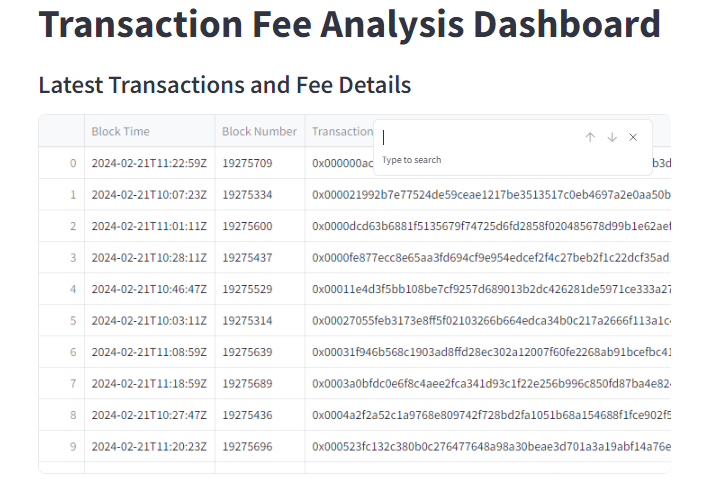 Transaction Fee Analysis Dashboard
Latest Transactions and Fee Details
Block Time Block Number Transaction
Type to search
0 2024-02-21T11:22:59Z 19275709 0x000000ac b3d
1 2024-02-21T10:07:23Z 19275334 0x000021992b7e77524de59ceae1217be3513517c0eb4697a2e0aa50b
2 2024-02-21T11:01:11Z 19275600 0x0000dcd63b6881f5135679f74725d6fd2858f020485678d99b1e62ae
3 2024-02-21T10:28:11Z 19275437 0x0000fe877ecc8e65aa3fd694cf9e954edcef2f4c27beb2f1c22dcf35ad
4 2024-02-21T10:46:47Z 19275529 0x00011e4d3f5bb108be7cf9257d689013b2dc426281de5971ce333a27
5 2024-02-21T10:03:11Z 19275314 0x00027055feb3173e8ff5f02103266b664edca34b0c217a2666f113a1c
6 2024-02-21T11:08:59Z 19275639 0x00031f946b568c1903ad8ffd28ec302a12007f60fe2268ab91bcefbc41
7 2024-02-21T11:18:59Z 19275689 0x0003a0bfdc0e6f8c4aee2fca341d93c1f22e256b996c850fd87ba4e82
8 2024-02-21T10:27:47Z 19275436 0x0004a2f2a52c1a9768e809742f728bd2fa1051b68a154688f1fce902f5
9 2024-02-21T11:20:23Z 19275696 0x000523fc132c380b0c276477648a98a30beae3d701a3a19abf14a76e